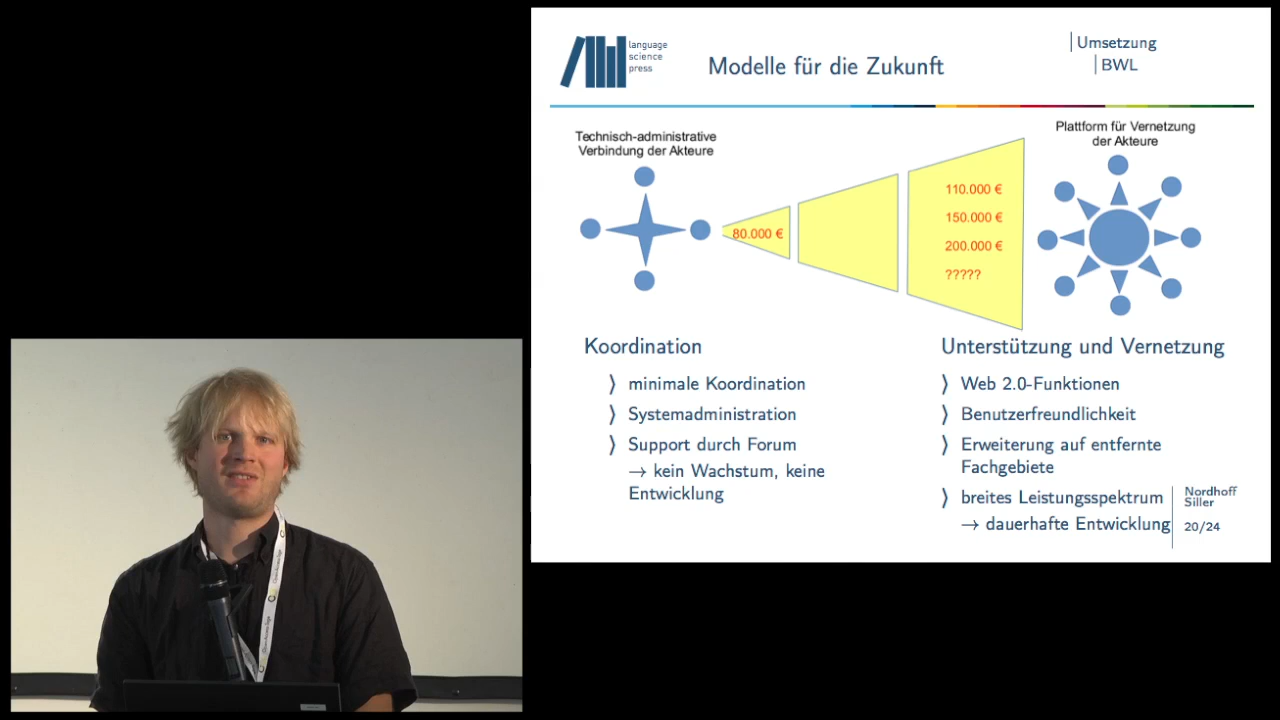 language
science
press
Modelle für die Zukunft
Umsetzung
BWL
Technisch-administrative
Verbindung der Akteure
Plattform für Vernetzung
der Akteure
80.000 €
110.000 €
150.000 €
200.000 €
?????
Koordination
⟩ minimale Koordination
⟩ Systemadministration
⟩ Support durch Forum
→ kein Wachstum, keine
Entwicklung
Unterstützung und Vernetzung
⟩ Web 2.0-Funktionen
⟩ Benutzerfreundlichkeit
⟩ Erweiterung auf entfernte
Fachgebiete
⟩ breites Leistungsspektrum
→ dauerhafte Entwicklung
Nordhoff
Siller
20/24